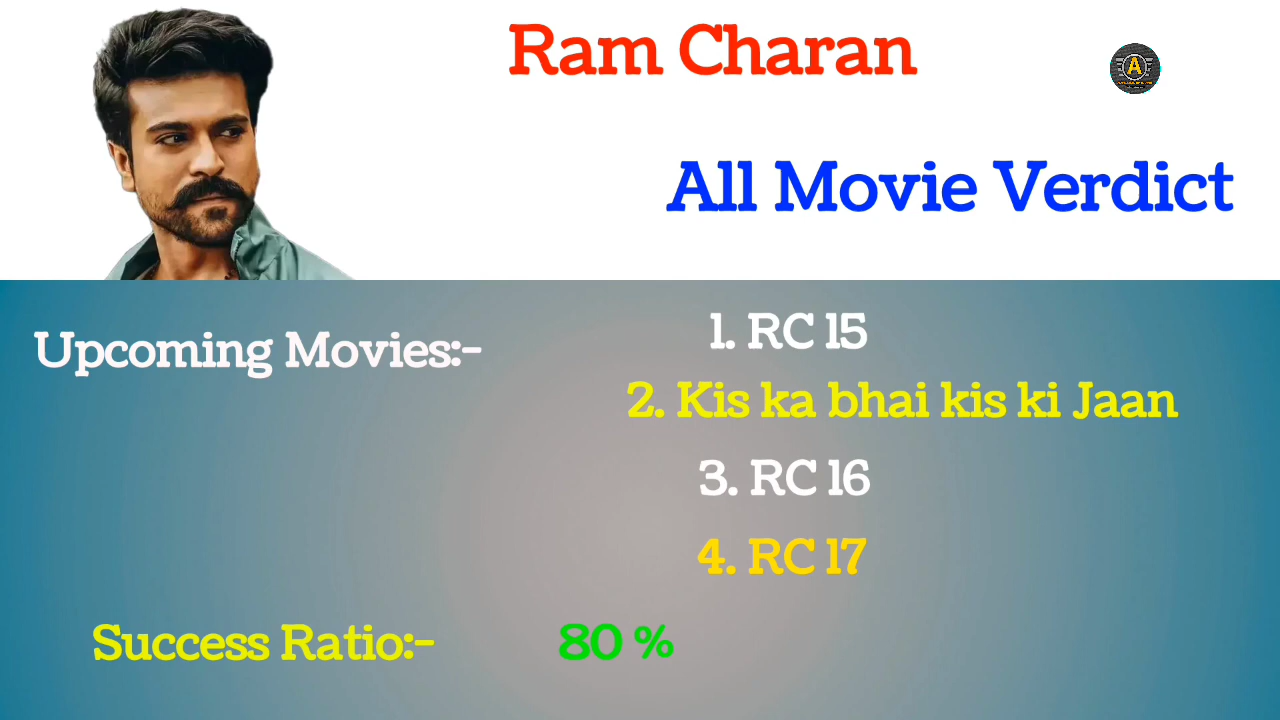 Ram Charan
A
All Movie Verdict
Upcoming Movies:-
1. RC 15
2. Kis ka bhai kis ki Jaan
3. RC 16
4. RC 17
Success Ratio:-
80 %